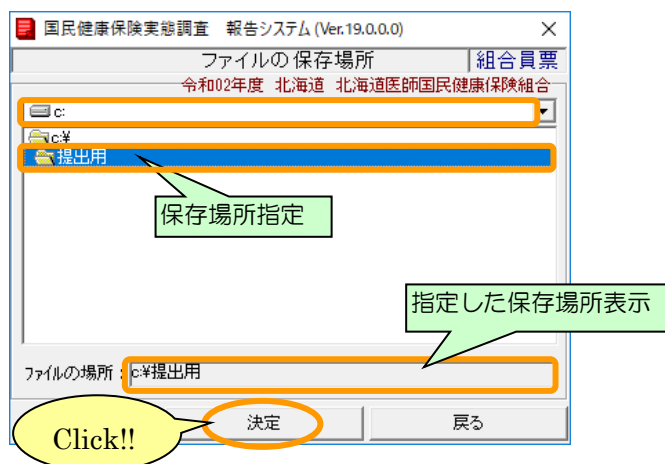 国民健康保険実態調査　報告システム (Ver.19.0.0.0)
ファイルの保存場所
組合員票
令和02年度 北海道 北海道医師国民健康保険組合
c:
c:¥
提出用
保存場所指定
指定した保存場所表示
ファイルの場所：c:¥提出用
決定
戻る
Click!!